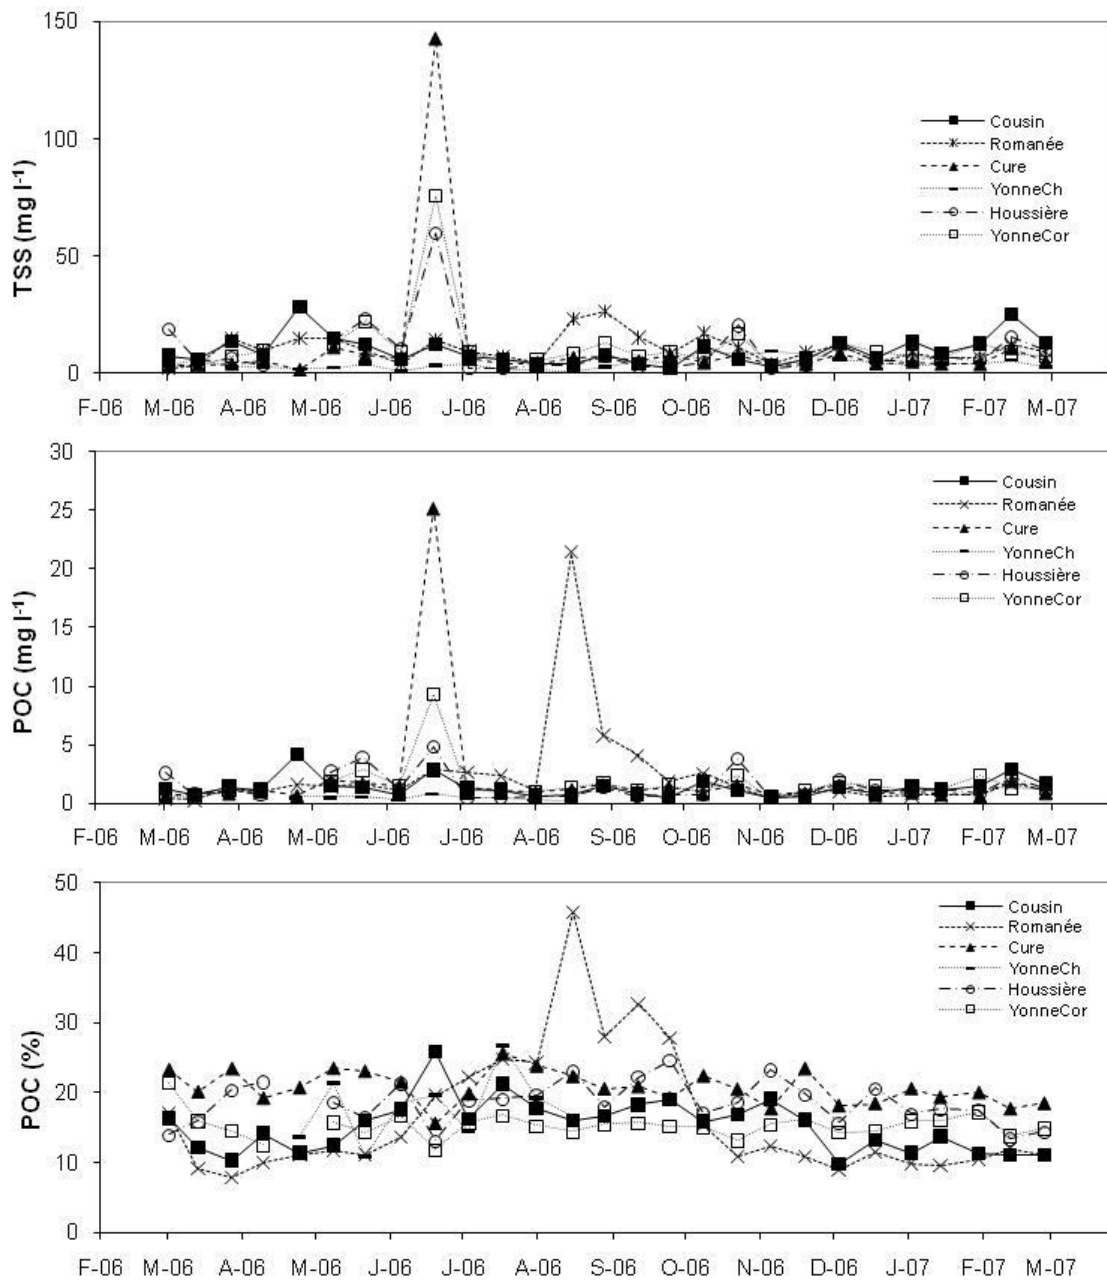 150
100
50
0
TSS (mg l⁻¹)
Cousin
Romanée
Cure
YonneCh
Houssière
YonneCor
F-06 M-06 A-06 M-06 J-06 J-06 A-06 S-06 O-06 N-06 D-06 J-07 F-07 M-07
30
25
20
15
10
5
0
POC (mg l⁻¹)
Cousin
Romanée
Cure
YonneCh
Houssière
YonneCor
F-06 M-06 A-06 M-06 J-06 J-06 A-06 S-06 O-06 N-06 D-06 J-07 F-07 M-07
50
40
30
20
10
0
POC (%)
Cousin
Romanée
Cure
YonneCh
Houssière
YonneCor
F-06 M-06 A-06 M-06 J-06 J-06 A-06 S-06 O-06 N-06 D-06 J-07 F-07 M-07